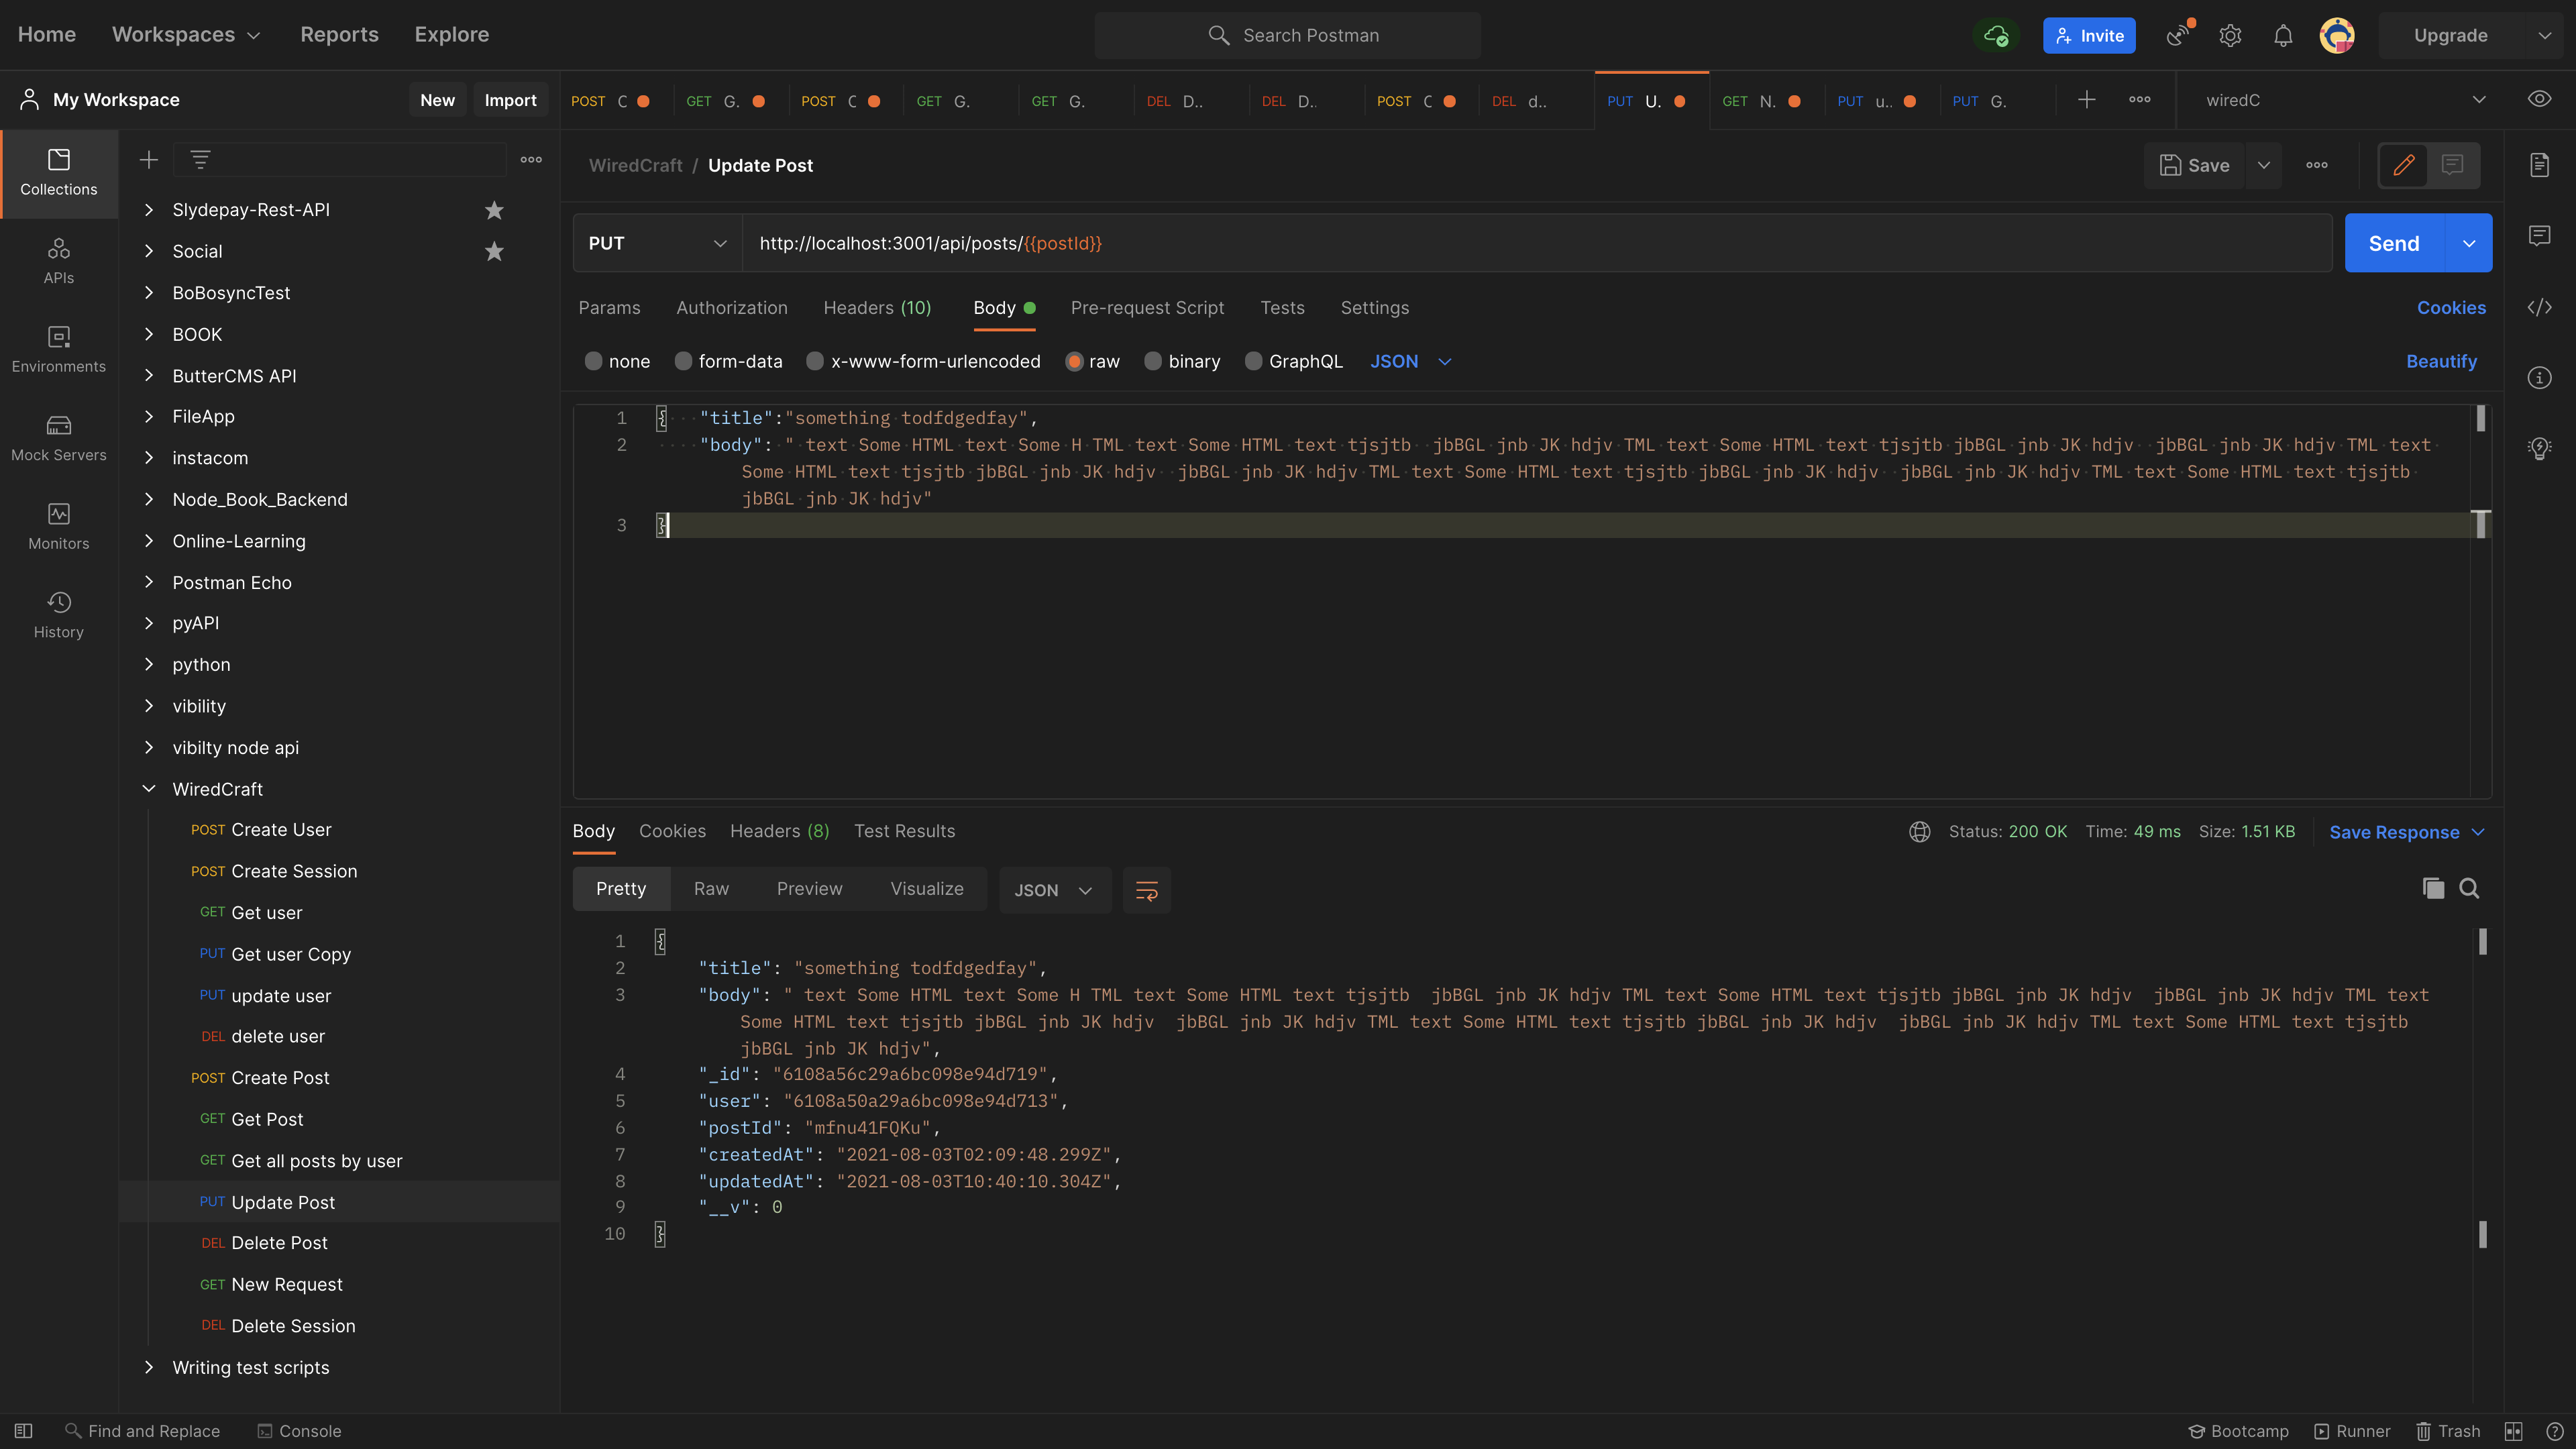 Home Workspaces Reports Explore Search Postman Invite Upgrade
My Workspace New Import
POST C GET G. POST C GET G. GET G. DEL D.. DEL D.. POST C DEL d.. PUT U. GET N. PUT u.. PUT G. wiredC
Collections
APIs
Environments
Mock Servers
Monitors
History
Slydepay-Rest-API
Social
BoBosyncTest
BOOK
ButterCMS API
FileApp
instacom
Node_Book_Backend
Online-Learning
Postman Echo
pyAPI
python
vibility
vibilty node api
WiredCraft
POST Create User
POST Create Session
GET Get user
PUT Get user Copy
PUT update user
DEL delete user
POST Create Post
GET Get Post
GET Get all posts by user
PUT Update Post
DEL Delete Post
GET New Request
DEL Delete Session
Writing test scripts
WiredCraft / Update Post Save
PUT http://localhost:3001/api/posts/{{postId}} Send
Params Authorization Headers (10) Body Pre-request Script Tests Settings Cookies
none form-data x-www-form-urlencoded raw binary GraphQL JSON Beautify
1 { "title":"something todfdgedfay",
2 "body": " text Some HTML text Some H TML text Some HTML text tjsjtb  jbBGL jnb JK hdjv TML text Some HTML text tjsjtb jbBGL jnb JK hdjv  jbBGL jnb JK hdjv TML text
Some HTML text tjsjtb jbBGL jnb JK hdjv  jbBGL jnb JK hdjv TML text Some HTML text tjsjtb jbBGL jnb JK hdjv  jbBGL jnb JK hdjv TML text Some HTML text tjsjtb
jbBGL jnb JK hdjv"
3 }
Body Cookies Headers (8) Test Results Status: 200 OK Time: 49 ms Size: 1.51 KB Save Response
Pretty Raw Preview Visualize JSON
1 {
2 "title": "something todfdgedfay",
3 "body": " text Some HTML text Some H TML text Some HTML text tjsjtb  jbBGL jnb JK hdjv TML text Some HTML text tjsjtb jbBGL jnb JK hdjv  jbBGL jnb JK hdjv TML text
Some HTML text tjsjtb jbBGL jnb JK hdjv  jbBGL jnb JK hdjv TML text Some HTML text tjsjtb jbBGL jnb JK hdjv  jbBGL jnb JK hdjv TML text Some HTML text tjsjtb
jbBGL jnb JK hdjv",
4 "_id": "6108a56c29a6bc098e94d719",
5 "user": "6108a50a29a6bc098e94d713",
6 "postId": "mfnu41FQKu",
7 "createdAt": "2021-08-03T02:09:48.299Z",
8 "updatedAt": "2021-08-03T10:40:10.304Z",
9 "__v": 0
10 }
Find and Replace Console Bootcamp Runner Trash